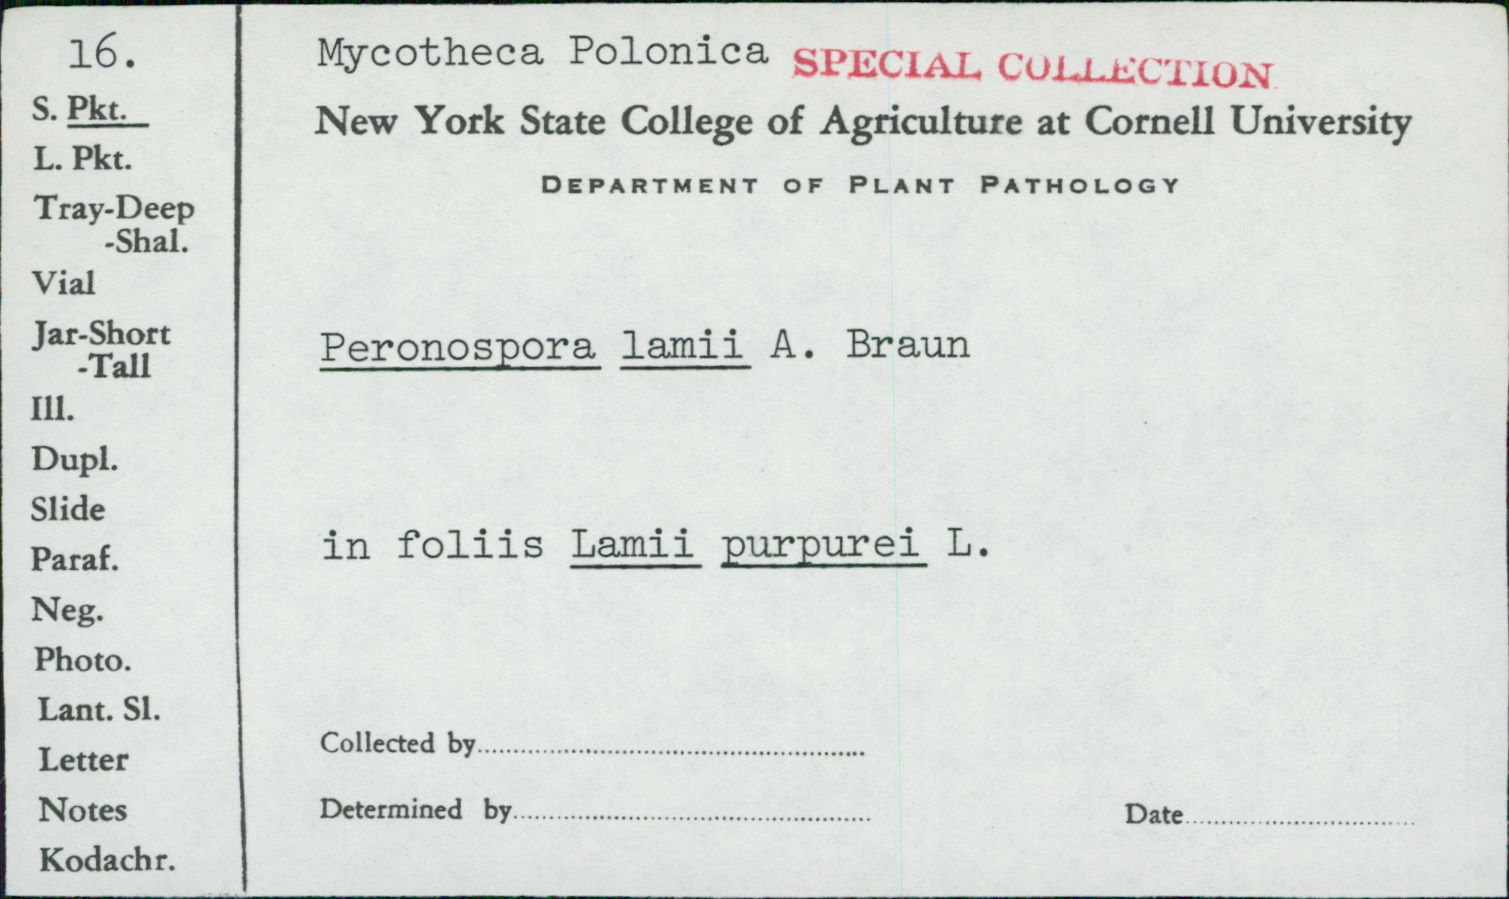 16.
S. Pkt.
L. Pkt.
Tray-Deep
-Shal.
Vial
Jar-Short
-Tall
Ill.
Dupl.
Slide
Paraf.
Neg.
Photo.
Lant. Sl.
Letter
Notes
Kodachr.
Mycotheca Polonica SPECIAL COLLECTION
New York State College of Agriculture at Cornell University
DEPARTMENT OF PLANT PATHOLOGY
Peronospora lamii A. Braun
in foliis Lamii purpurei L.
Collected by
Determined by
Date